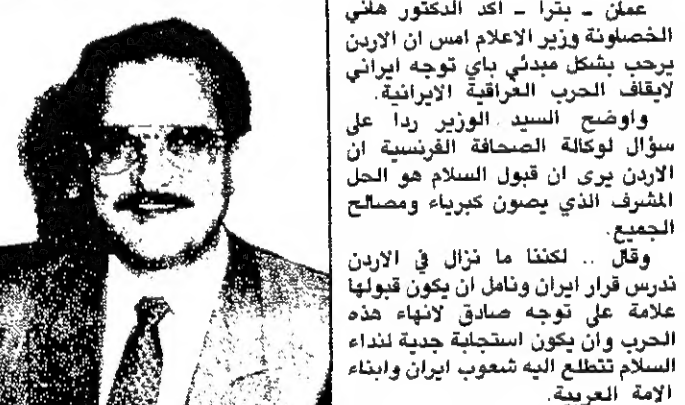 عمان ـ بترا ـ اكد الدكتور هاني
الخصاونة وزير الاعلام امس ان الاردن
يرحب بشكل مبدئي باي توجه ايراني
لايقاف الحرب العراقية الايرانية.
واوضح السيد الوزير ردا على
سؤال لوكالة الصحافة الفرنسية ان
الاردن يرى ان قبول السلام هو الحل
المشرف الذي يصون كبرياء ومصالح
الجميع.
وقال .. لكننا ما نزال في الاردن
ندرس قرار ايران ونامل ان يكون قبولها
علامة على توجه صادق لانهاء هذه
الحرب وان يكون استجابة جدية لنداء
السلام تتطلع اليه شعوب ايران وابناء
الامة العربية.